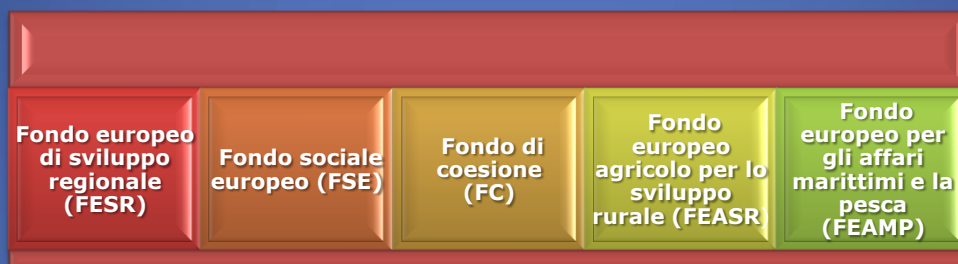 Fondo europeo
di sviluppo
regionale
(FESR)
Fondo sociale
europeo (FSE)
Fondo di
coesione
(FC)
Fondo
europeo
agricolo per lo
sviluppo
rurale (FEASR)
Fondo
europeo per
gli affari
marittimi e la
pesca
(FEAMP)